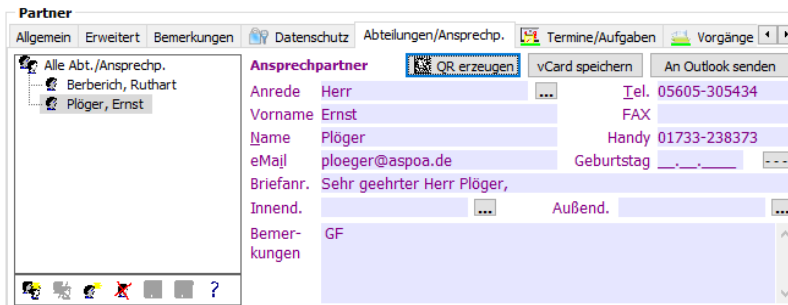 Partner
Allgemein Erweitert Bemerkungen Datenschutz Abteilungen/Ansprechp. Termine/Aufgaben Vorgänge
Alle Abt./Ansprechp.
Berberich, Ruthart
Plöger, Ernst
?
Ansprechpartner QR erzeugen vCard speichern An Outlook senden
Anrede Herr ... Tel. 05605-305434
Vorname Ernst FAX
Name Plöger Handy 01733-238373
eMail ploeger@aspoa.de Geburtstag __.__.____ ---
Briefanr. Sehr geehrter Herr Plöger,
Innend. ... Außend. ...
Bemer- GF
kungen